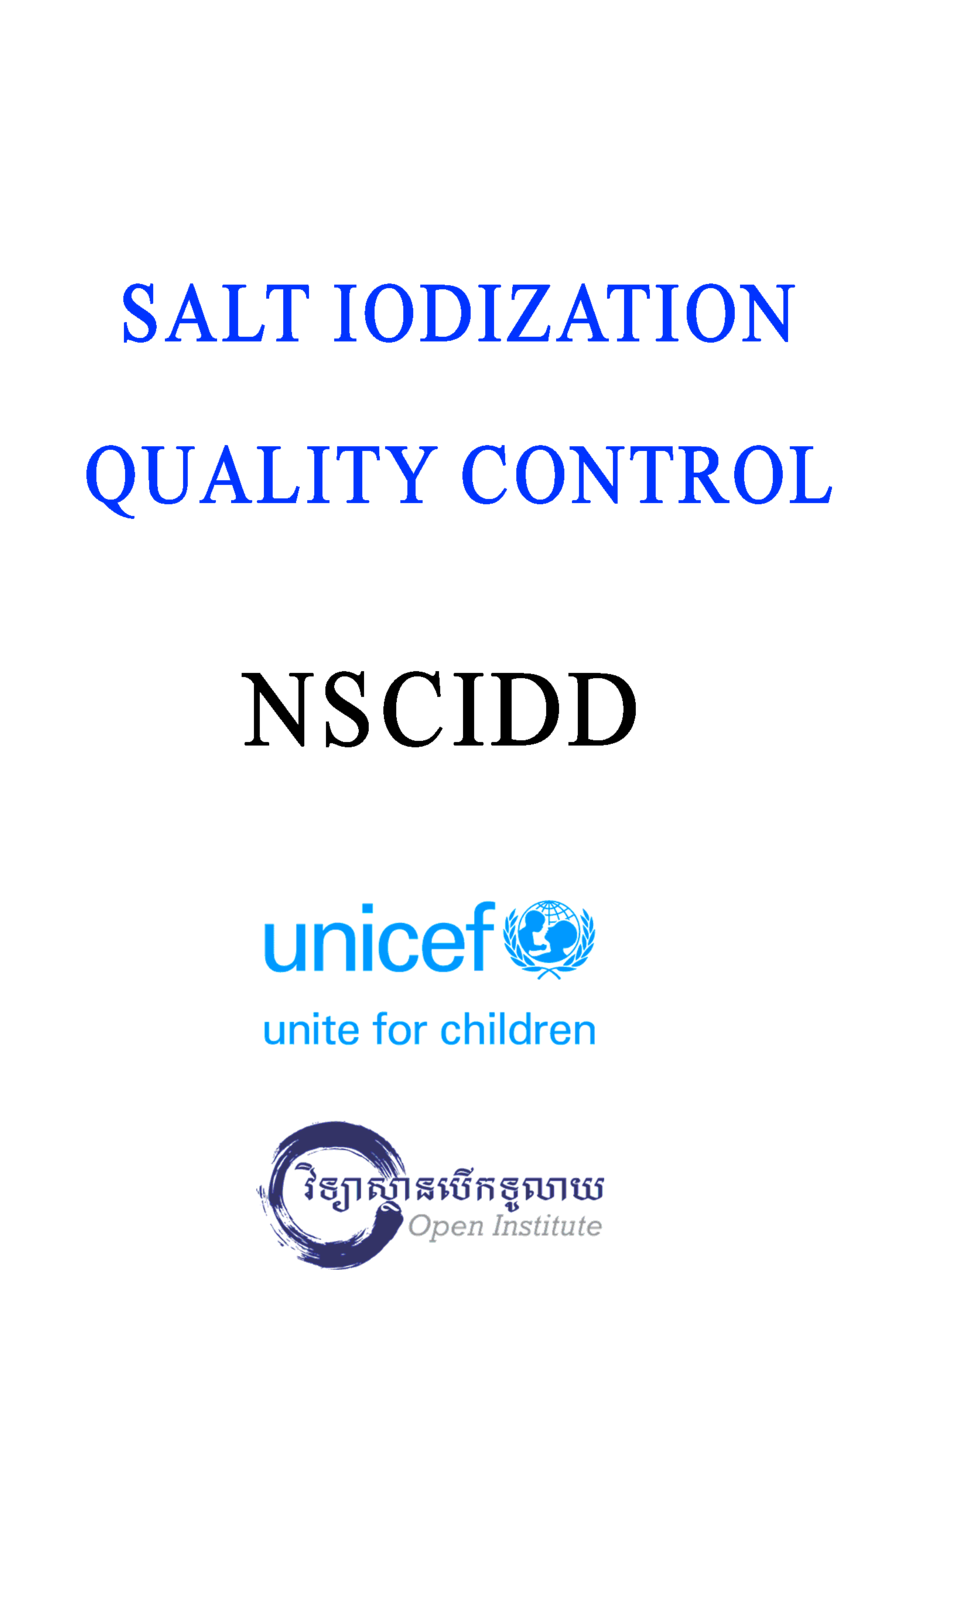 SALT IODIZATION
QUALITY CONTROL
NSCIDD
unicef
unite for children
វិទ្យាស្ថានបើកទូលាយ
Open Institute